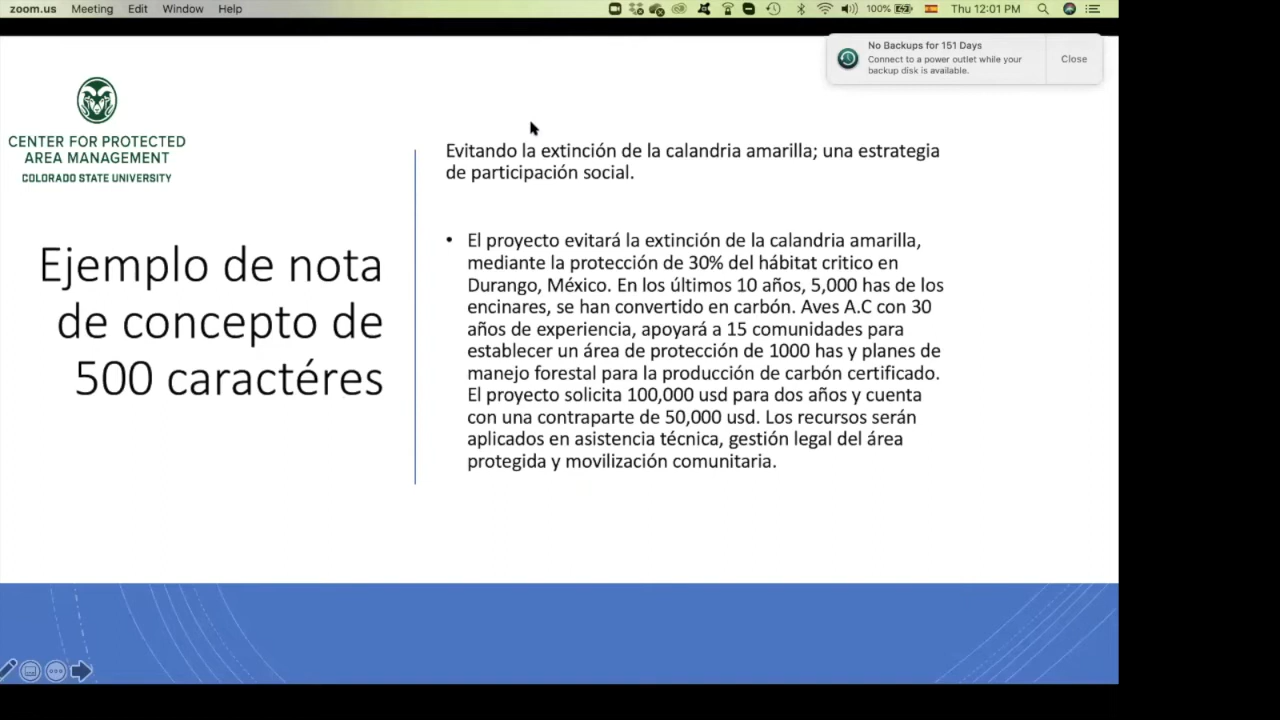 zoom.us Meeting Edit Window Help 100% Thu 12:01 PM
No Backups for 151 Days
Connect to a power outlet while your
backup disk is available.
Close
CENTER FOR PROTECTED
AREA MANAGEMENT
COLORADO STATE UNIVERSITY
Ejemplo de nota
de concepto de
500 caractéres
Evitando la extinción de la calandria amarilla; una estrategia
de participación social.
• El proyecto evitará la extinción de la calandria amarilla,
mediante la protección de 30% del hábitat critico en
Durango, México. En los últimos 10 años, 5,000 has de los
encinares, se han convertido en carbón. Aves A.C con 30
años de experiencia, apoyará a 15 comunidades para
establecer un área de protección de 1000 has y planes de
manejo forestal para la producción de carbón certificado.
El proyecto solicita 100,000 usd para dos años y cuenta
con una contraparte de 50,000 usd. Los recursos serán
aplicados en asistencia técnica, gestión legal del área
protegida y movilización comunitaria.